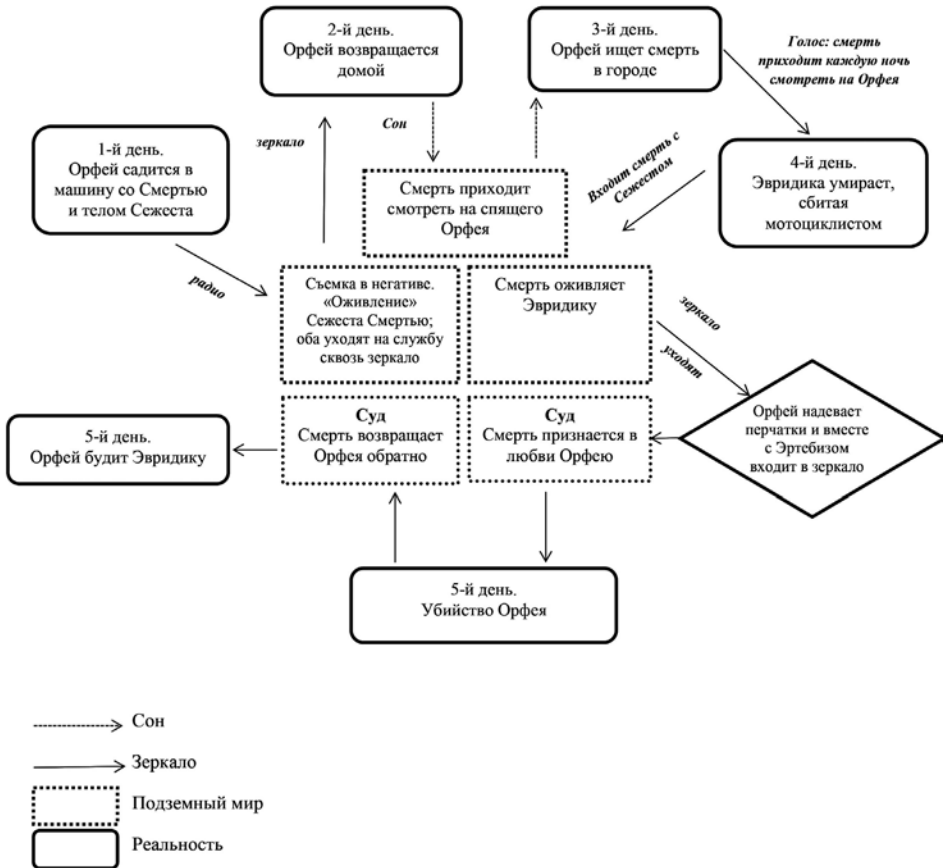 2-й день.
Орфей возвращается
домой
3-й день.
Орфей ищет смерть
в городе
Голос: смерть
приходит каждую ночь
смотреть на Орфея
1-й день.
Орфей садится в
машину со Смертью
и телом Сежеста
зеркало
Сон
Входит смерть с
Сежестом
4-й день.
Эвридика умирает,
сбитая
мотоциклистом
Смерть приходит
смотреть на спящего
Орфея
радио
Съемка в негативе.
«Оживление»
Сежеста Смертью;
оба уходят на службу
сквозь зеркало
Смерть оживляет
Эвридику
зеркало
уходят
5-й день.
Орфей будит Эвридику
Суд
Смерть возвращает
Орфея обратно
Суд
Смерть признается в
любви Орфею
Орфей надевает
перчатки и вместе
с Эртебизом
входит в зеркало
5-й день.
Убийство Орфея
Сон
Зеркало
Подземный мир
Реальность